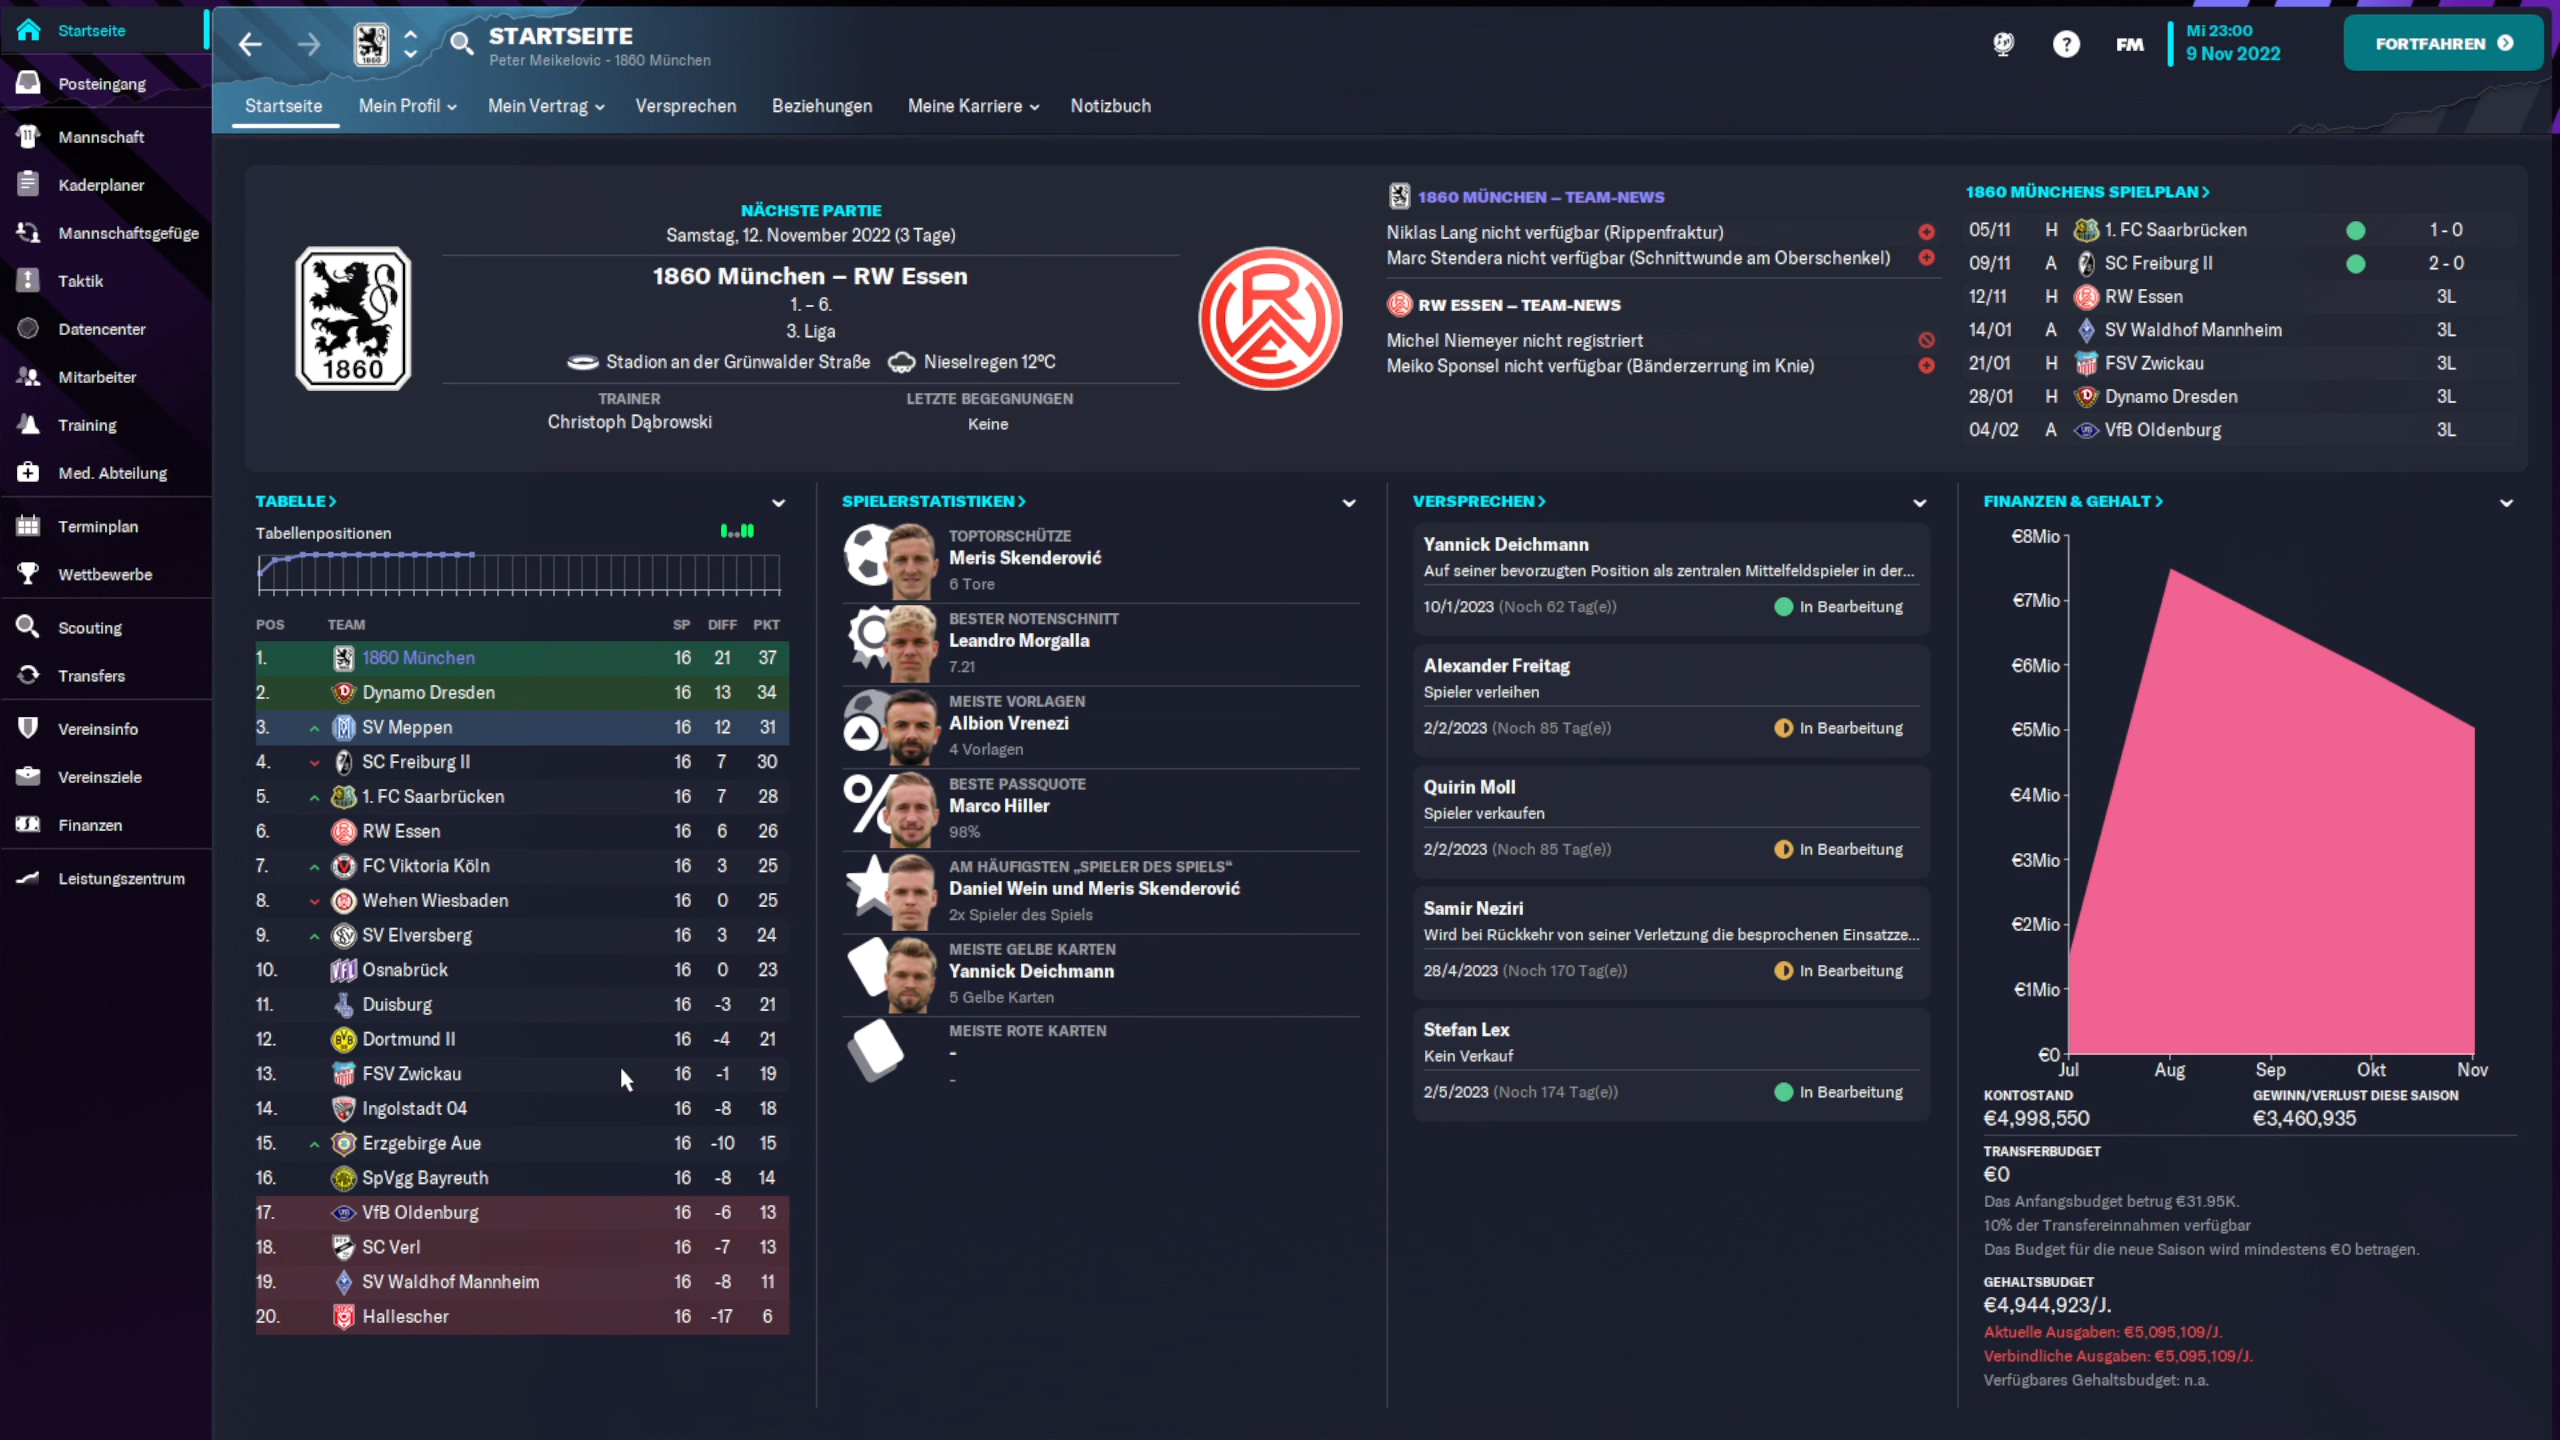 Startseite
Posteingang
Mannschaft
Kaderplaner
Mannschaftsgefüge
Taktik
Datencenter
Mitarbeiter
Training
Med. Abteilung
Terminplan
Wettbewerbe
Scouting
Transfers
Vereinsinfo
Vereinsziele
Finanzen
Leistungszentrum
STARTSEITE
Peter Meikelovic - 1860 München
FM
Mi 23:00
9 Nov 2022
FORTFAHREN
Startseite Mein Profil Mein Vertrag Versprechen Beziehungen Meine Karriere Notizbuch
NÄCHSTE PARTIE
Samstag, 12. November 2022 (3 Tage)
1860 München – RW Essen
1. – 6.
3. Liga
Stadion an der Grünwalder Straße Nieselregen 12°C
TRAINER LETZTE BEGEGNUNGEN
Christoph Dąbrowski Keine
1860
1860 MÜNCHEN – TEAM-NEWS
Niklas Lang nicht verfügbar (Rippenfraktur)
Marc Stendera nicht verfügbar (Schnittwunde am Oberschenkel)
RW ESSEN – TEAM-NEWS
Michel Niemeyer nicht registriert
Meiko Sponsel nicht verfügbar (Bänderzerrung im Knie)
1860 MÜNCHENS SPIELPLAN
05/11 H 1. FC Saarbrücken 1 - 0
09/11 A SC Freiburg II 2 - 0
12/11 H RW Essen 3L
14/01 A SV Waldhof Mannheim 3L
21/01 H FSV Zwickau 3L
28/01 H Dynamo Dresden 3L
04/02 A VfB Oldenburg 3L
TABELLE
Tabellenpositionen
POS TEAM SP DIFF PKT
1. 1860 München 16 21 37
2. Dynamo Dresden 16 13 34
3. SV Meppen 16 12 31
4. SC Freiburg II 16 7 30
5. 1. FC Saarbrücken 16 7 28
6. RW Essen 16 6 26
7. FC Viktoria Köln 16 3 25
8. Wehen Wiesbaden 16 0 25
9. SV Elversberg 16 3 24
10. Osnabrück 16 0 23
11. Duisburg 16 -3 21
12. Dortmund II 16 -4 21
13. FSV Zwickau 16 -1 19
14. Ingolstadt 04 16 -8 18
15. Erzgebirge Aue 16 -10 15
16. SpVgg Bayreuth 16 -8 14
17. VfB Oldenburg 16 -6 13
18. SC Verl 16 -7 13
19. SV Waldhof Mannheim 16 -8 11
20. Hallescher 16 -17 6
SPIELERSTATISTIKEN
TOPTORSCHÜTZE
Meris Skenderović
6 Tore
BESTER NOTENSCHNITT
Leandro Morgalla
7.21
MEISTE VORLAGEN
Albion Vrenezi
4 Vorlagen
BESTE PASSQUOTE
Marco Hiller
98%
AM HÄUFIGSTEN „SPIELER DES SPIELS“
Daniel Wein und Meris Skenderović
2x Spieler des Spiels
MEISTE GELBE KARTEN
Yannick Deichmann
5 Gelbe Karten
MEISTE ROTE KARTEN
-
-
VERSPRECHEN
Yannick Deichmann
Auf seiner bevorzugten Position als zentralen Mittelfeldspieler in der...
10/1/2023 (Noch 62 Tag(e)) In Bearbeitung
Alexander Freitag
Spieler verleihen
2/2/2023 (Noch 85 Tag(e)) In Bearbeitung
Quirin Moll
Spieler verkaufen
2/2/2023 (Noch 85 Tag(e)) In Bearbeitung
Samir Neziri
Wird bei Rückkehr von seiner Verletzung die besprochenen Einsatzze...
28/4/2023 (Noch 170 Tag(e)) In Bearbeitung
Stefan Lex
Kein Verkauf
2/5/2023 (Noch 174 Tag(e)) In Bearbeitung
FINANZEN & GEHALT
€8Mio
€7Mio
€6Mio
€5Mio
€4Mio
€3Mio
€2Mio
€1Mio
€0
Jul Aug Sep Okt Nov
KONTOSTAND GEWINN/VERLUST DIESE SAISON
€4,998,550 €3,460,935
TRANSFERBUDGET
€0
Das Anfangsbudget betrug €31.95K.
10% der Transfereinnahmen verfügbar
Das Budget für die neue Saison wird mindestens €0 betragen.
GEHALTSBUDGET
€4,944,923/J.
Aktuelle Ausgaben: €5,095,109/J.
Verbindliche Ausgaben: €5,095,109/J.
Verfügbares Gehaltsbudget: n.a.